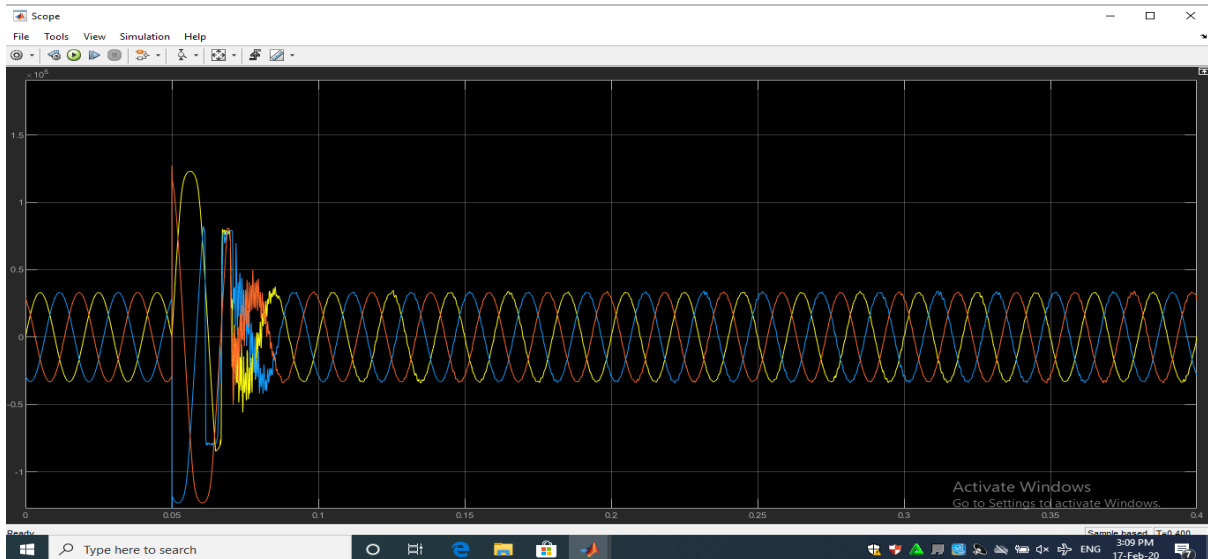 Scope
File Tools View Simulation Help
× 10⁵
1.5
1
0.5
0
-0.5
-1
0 0.05 0.1 0.15 0.2 0.25 0.3 0.35 0.4
Activate Windows
Go to Settings to activate Windows.
Ready
Sample based T=0.400
Type here to search
ENG
3:09 PM
17-Feb-20
7